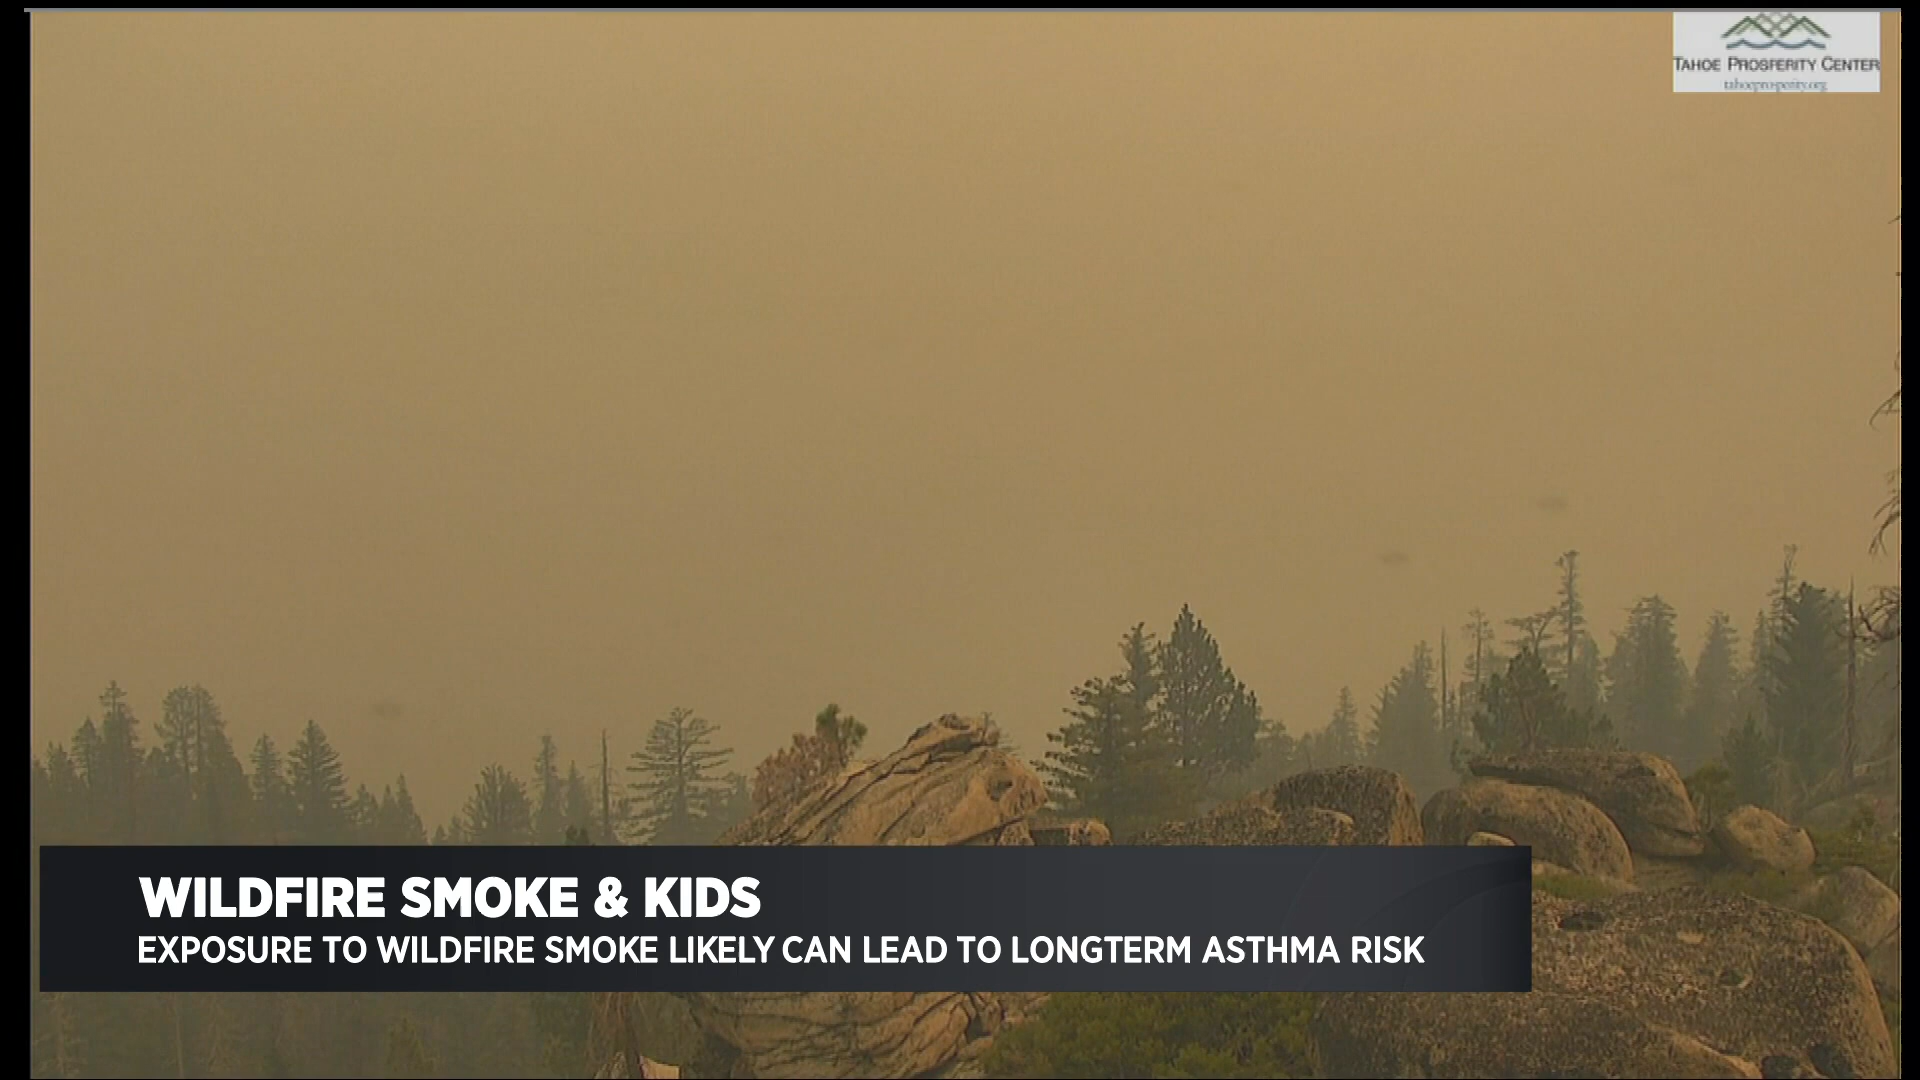 TAHOE PROSPERITY CENTER
tahoeprosperity.org
WILDFIRE SMOKE & KIDS
EXPOSURE TO WILDFIRE SMOKE LIKELY CAN LEAD TO LONGTERM ASTHMA RISK